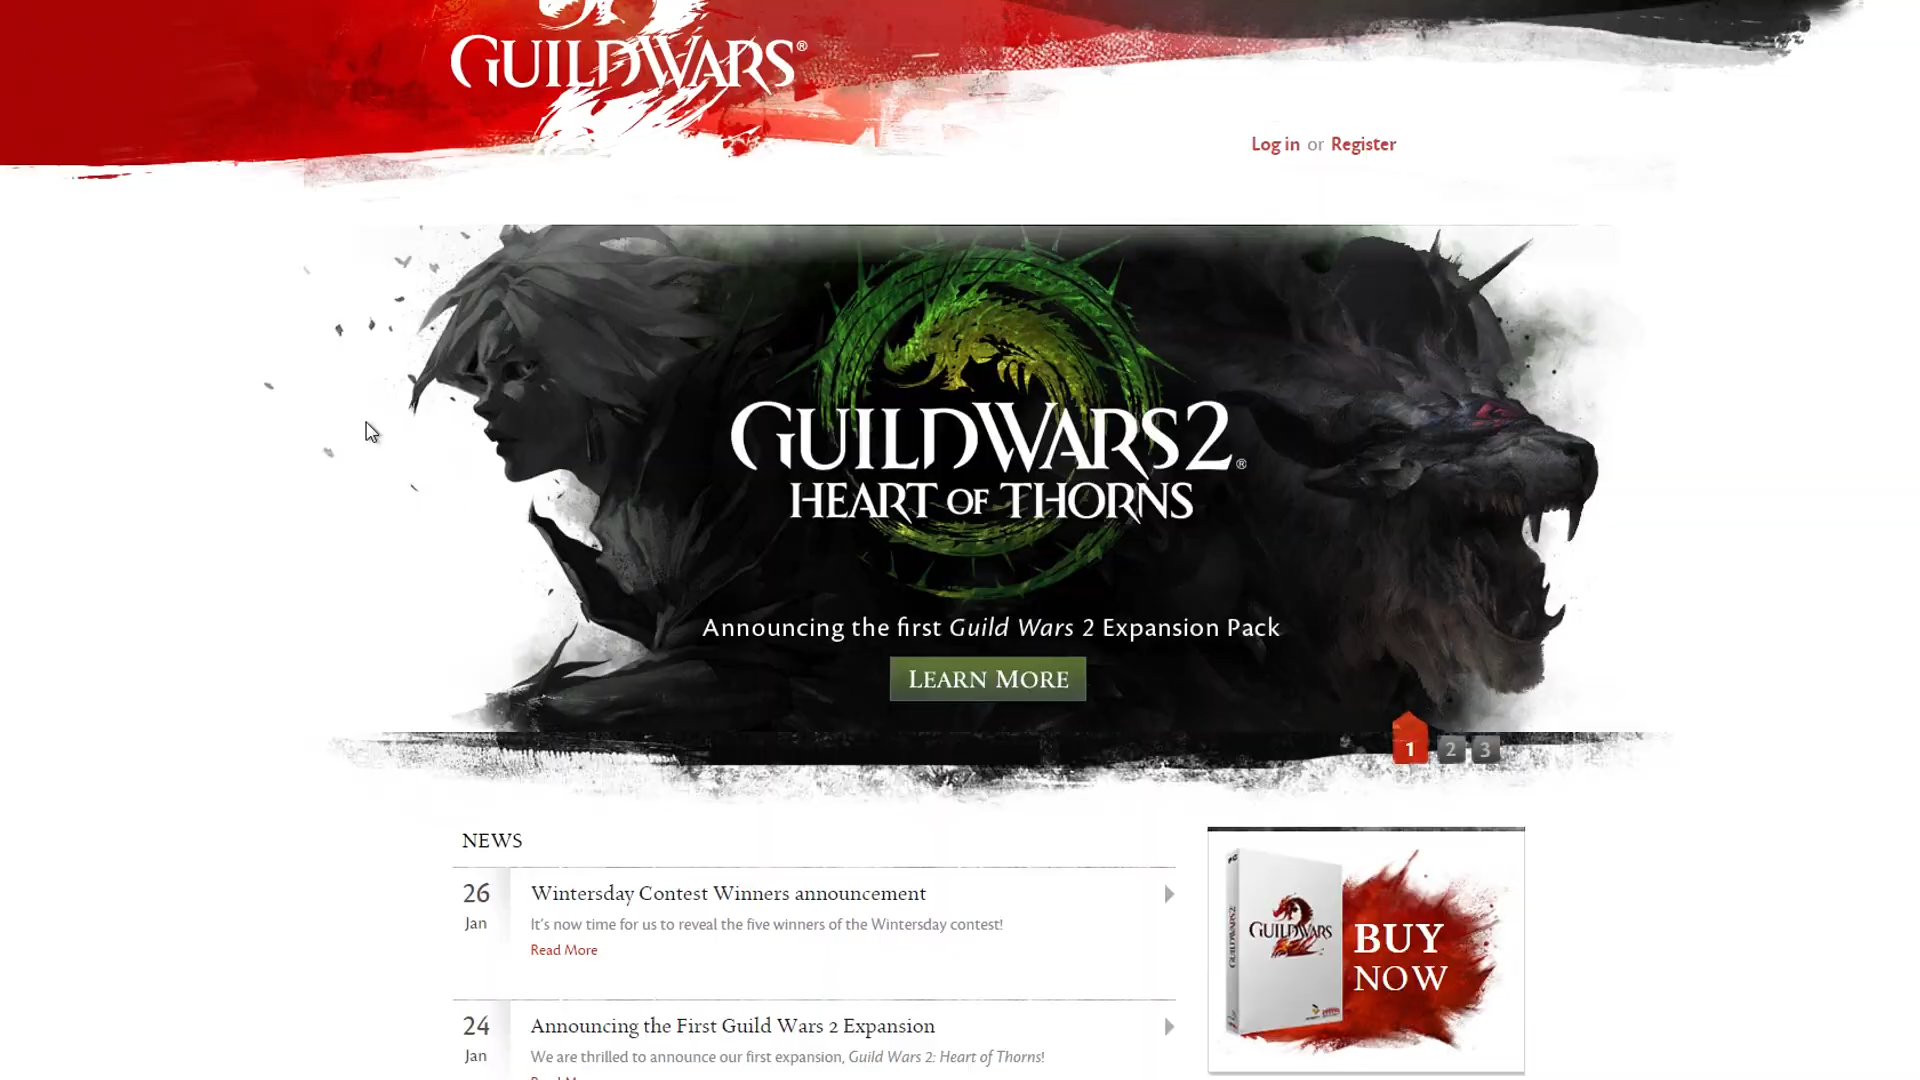 GUILDWARS®
Log in or Register
GUILDWARS2®
HEART OF THORNS
Announcing the first Guild Wars 2 Expansion Pack
LEARN MORE
1 2 3
NEWS
26
Jan
Wintersday Contest Winners announcement
It's now time for us to reveal the five winners of the Wintersday contest!
Read More
24
Jan
Announcing the First Guild Wars 2 Expansion
We are thrilled to announce our first expansion, Guild Wars 2: Heart of Thorns!
GUILDWARS2
GUILDWARS
BUY
NOW